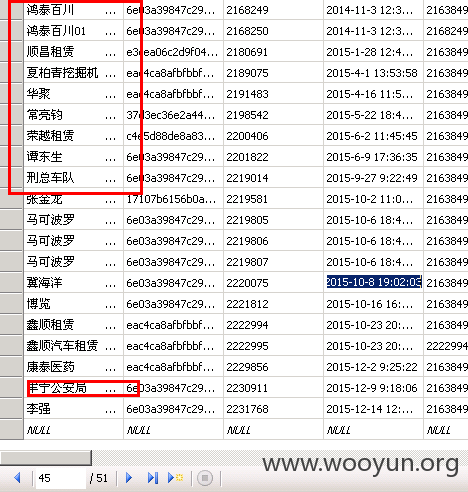 鸿泰百川 ... 6e03a39847c29... 2168249 2014-11-3 12:3... 2163849
鸿泰百川01 ... 6e03a39847c29... 2168250 2014-11-3 12:3... 2163849
顺昌租赁 ... e3eea06c2d9f04... 2180691 2015-1-28 12:4... 2163849
夏柏青挖掘机 ... eac4ca8afbfbbf... 2189075 2015-4-1 13:53:58 2163849
华聚 ... eac4ca8afbfbbf... 2191483 2015-4-16 11:5... 2163849
常亮钧 ... 37d3ec36e2a44... 2198542 2015-5-22 18:4... 2163849
荣越租赁 ... c4e5d88de8a83... 2200406 2015-6-2 11:45:45 2163849
谭东生 ... 6e03a39847c29... 2201822 2015-6-9 17:36:35 2163849
刑总车队 ... 6e03a39847c29... 2219014 2015-9-27 9:22:49 2163849
张金龙 ... 17107b6156b0a... 2219581 2015-10-2 11:0... 2163849
马可波罗 ... 6e03a39847c29... 2219805 2015-10-6 18:4... 2163849
马可波罗 ... 6e03a39847c29... 2219806 2015-10-6 18:4... 2163849
马可波罗 ... 6e03a39847c29... 2219807 2015-10-6 18:4... 2163849
冀海洋 ... 6e03a39847c29... 2220075 2015-10-8 19:02:03 2163849
博览 ... 6e03a39847c29... 2221812 2015-10-16 16:... 2163849
鑫顺租赁 ... eac4ca8afbfbbf... 2222994 2015-10-23 20:... 2163849
鑫顺汽车租赁 ... eac4ca8afbfbbf... 2222995 2015-10-23 20:... 2222994
康泰医药 ... eac4ca8afbfbbf... 2229856 2015-12-2 9:25:22 2163849
公安局 ... 6e03a39847c29... 2230911 2015-12-9 9:18:06 2163849
李强 ... 6e03a39847c29... 2231768 2015-12-14 12:... 2163849
NULL NULL NULL NULL NULL
www.wooyun.org
45 / 51